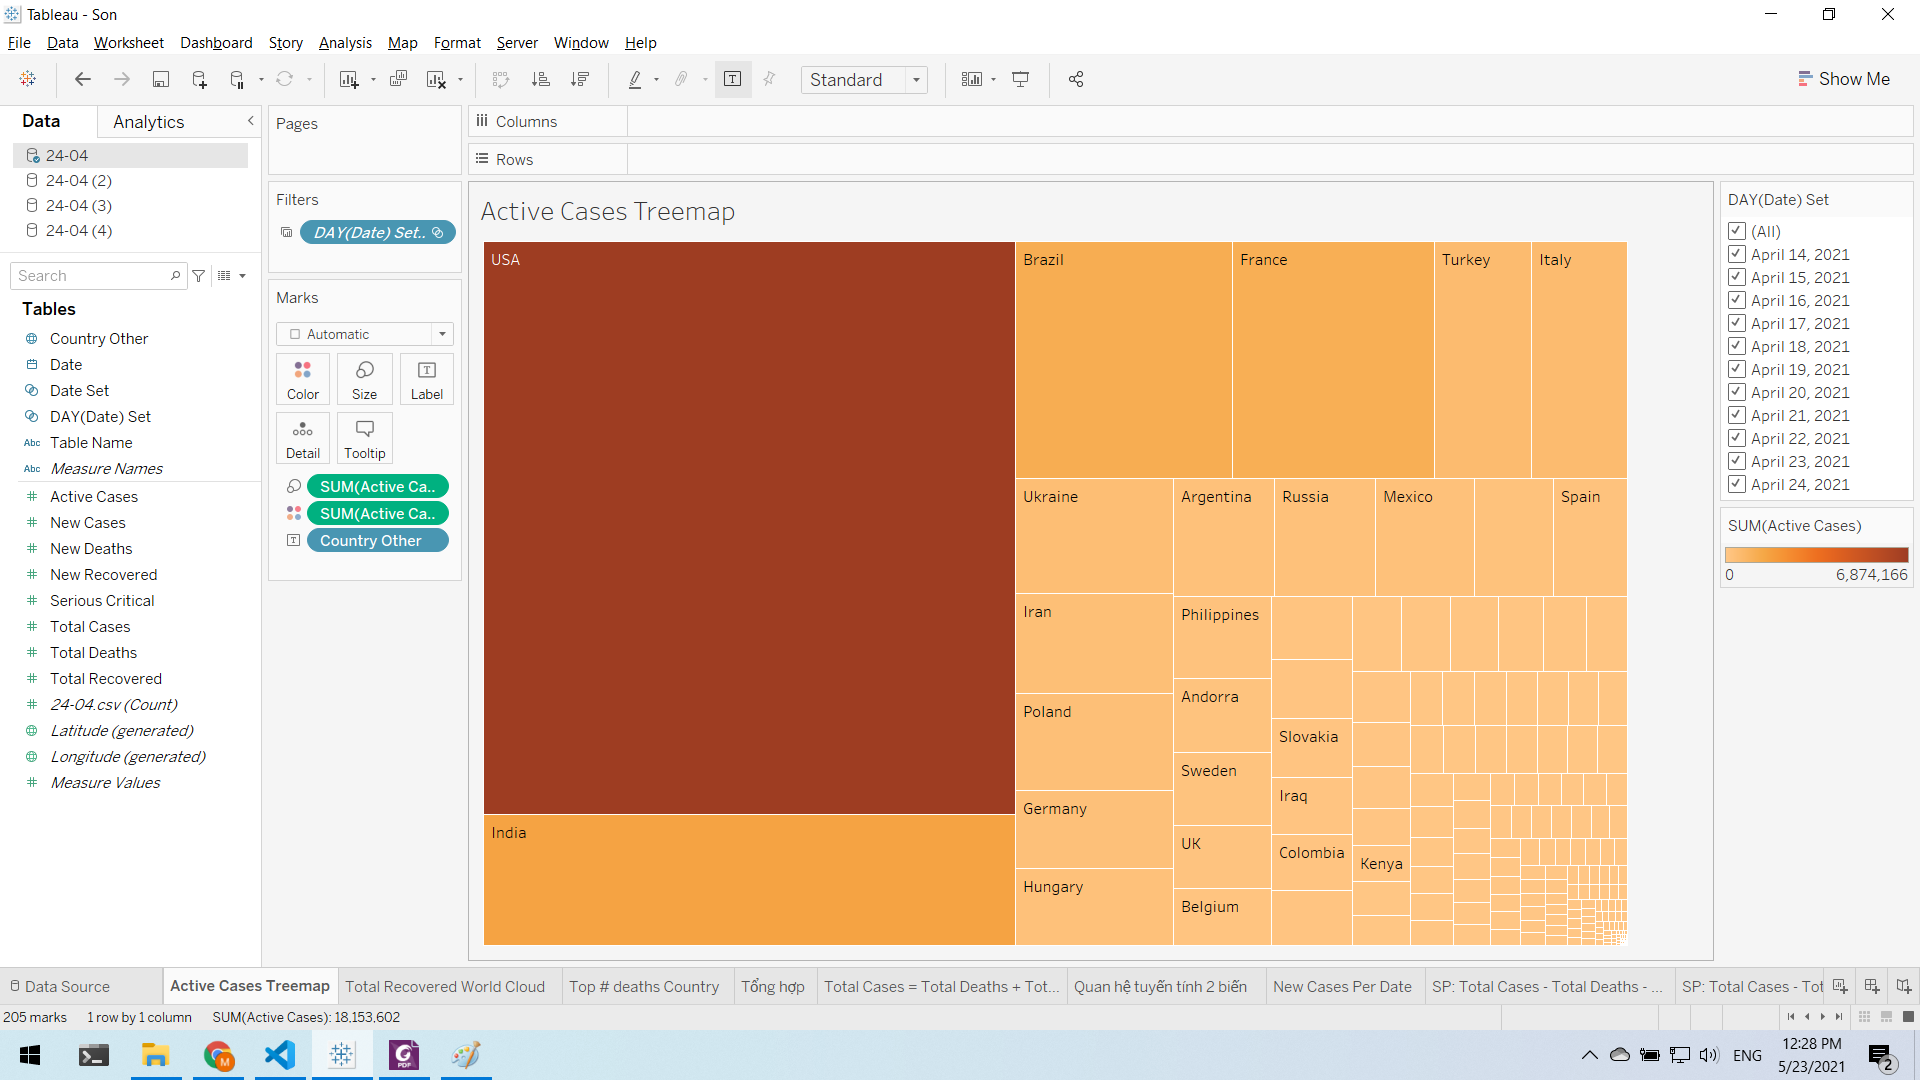 Tableau - Son
File Data Worksheet Dashboard Story Analysis Map Format Server Window Help
Standard
Show Me
Data Analytics
24-04
24-04 (2)
24-04 (3)
24-04 (4)
Search
Tables
Country Other
Date
Date Set
DAY(Date) Set
Abc Table Name
Abc Measure Names
Active Cases
New Cases
New Deaths
New Recovered
Serious Critical
Total Cases
Total Deaths
Total Recovered
24-04.csv (Count)
Latitude (generated)
Longitude (generated)
Measure Values
Pages
Filters
DAY(Date) Set..
Marks
Automatic
Color Size Label
Detail Tooltip
SUM(Active Ca..
SUM(Active Ca..
Country Other
Columns
Rows
Active Cases Treemap
USA
India
Brazil
France
Turkey
Italy
Ukraine
Argentina
Russia
Mexico
Spain
Iran
Philippines
Poland
Andorra
Slovakia
Sweden
Iraq
Germany
UK
Colombia
Kenya
Hungary
Belgium
DAY(Date) Set
(All)
April 14, 2021
April 15, 2021
April 16, 2021
April 17, 2021
April 18, 2021
April 19, 2021
April 20, 2021
April 21, 2021
April 22, 2021
April 23, 2021
April 24, 2021
SUM(Active Cases)
0 6,874,166
Data Source Active Cases Treemap Total Recovered World Cloud Top # deaths Country Tổng hợp Total Cases = Total Deaths + Tot... Quan hệ tuyến tính 2 biến New Cases Per Date SP: Total Cases - Total Deaths - ... SP: Total Cases - Tot
205 marks 1 row by 1 column SUM(Active Cases): 18,153,602
ENG
12:28 PM
5/23/2021
2